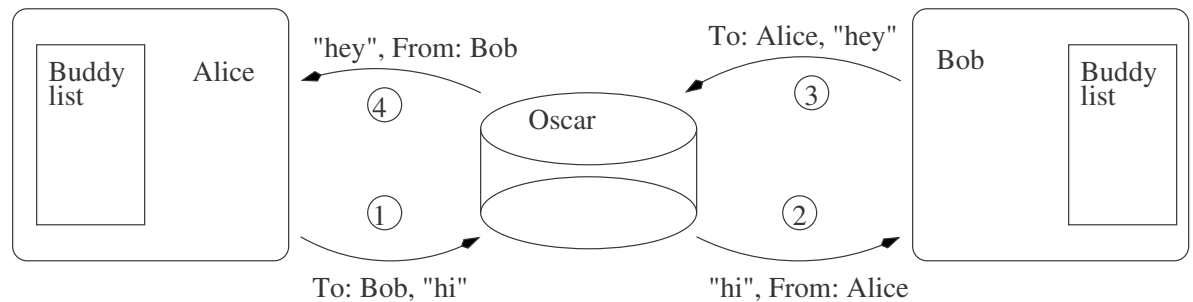 "hey", From: Bob
To: Alice, "hey"
Buddy
list
Alice
Bob
Buddy
list
4
3
Oscar
1
2
To: Bob, "hi"
"hi", From: Alice